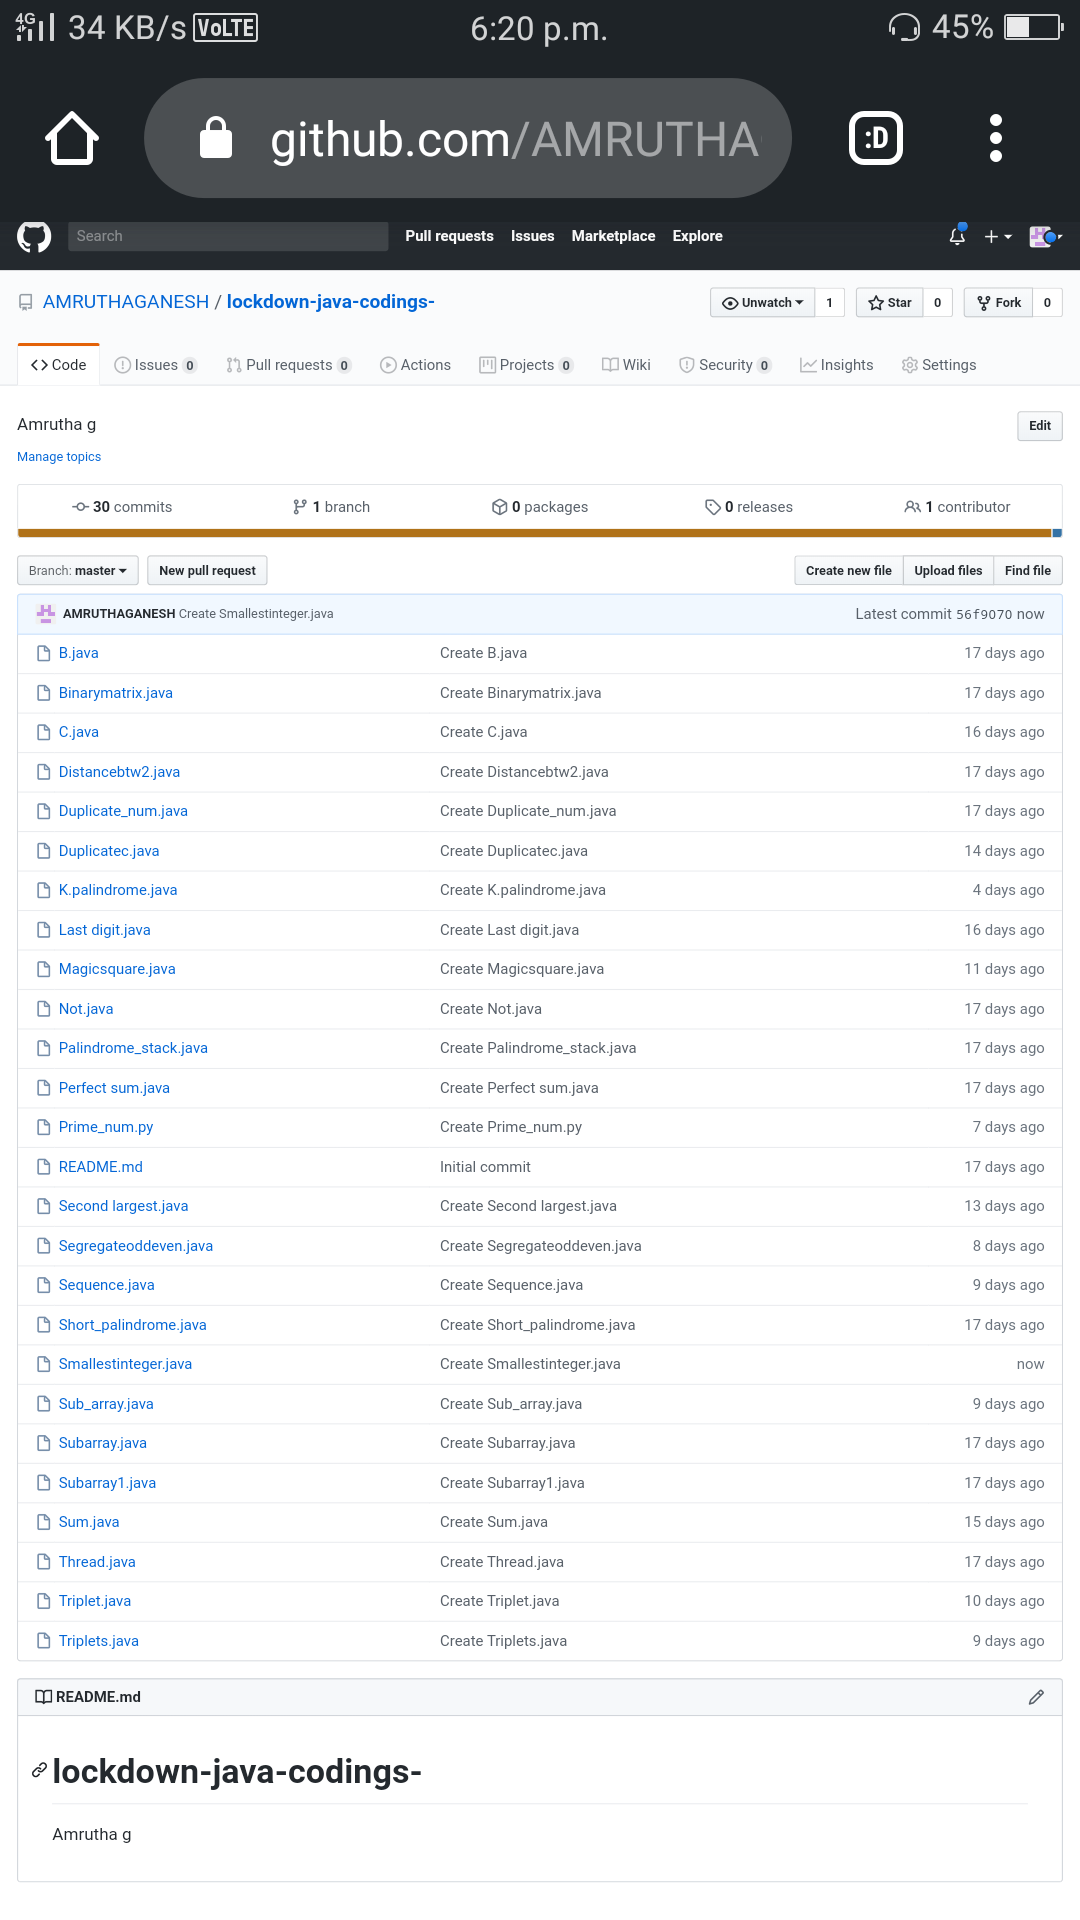 4G 34 KB/s VoLTE 6:20 p.m. 45%
github.com/AMRUTHA :D
Search Pull requests Issues Marketplace Explore
AMRUTHAGANESH / lockdown-java-codings- Unwatch 1 Star 0 Fork 0
Code Issues 0 Pull requests 0 Actions Projects 0 Wiki Security 0 Insights Settings
Amrutha g Edit
Manage topics
30 commits 1 branch 0 packages 0 releases 1 contributor
Branch: master New pull request Create new file Upload files Find file
AMRUTHAGANESH Create Smallestinteger.java Latest commit 56f9070 now
B.java Create B.java 17 days ago
Binarymatrix.java Create Binarymatrix.java 17 days ago
C.java Create C.java 16 days ago
Distancebtw2.java Create Distancebtw2.java 17 days ago
Duplicate_num.java Create Duplicate_num.java 17 days ago
Duplicatec.java Create Duplicatec.java 14 days ago
K.palindrome.java Create K.palindrome.java 4 days ago
Last digit.java Create Last digit.java 16 days ago
Magicsquare.java Create Magicsquare.java 11 days ago
Not.java Create Not.java 17 days ago
Palindrome_stack.java Create Palindrome_stack.java 17 days ago
Perfect sum.java Create Perfect sum.java 17 days ago
Prime_num.py Create Prime_num.py 7 days ago
README.md Initial commit 17 days ago
Second largest.java Create Second largest.java 13 days ago
Segregateoddeven.java Create Segregateoddeven.java 8 days ago
Sequence.java Create Sequence.java 9 days ago
Short_palindrome.java Create Short_palindrome.java 17 days ago
Smallestinteger.java Create Smallestinteger.java now
Sub_array.java Create Sub_array.java 9 days ago
Subarray.java Create Subarray.java 17 days ago
Subarray1.java Create Subarray1.java 17 days ago
Sum.java Create Sum.java 15 days ago
Thread.java Create Thread.java 17 days ago
Triplet.java Create Triplet.java 10 days ago
Triplets.java Create Triplets.java 9 days ago
README.md
lockdown-java-codings-
Amrutha g